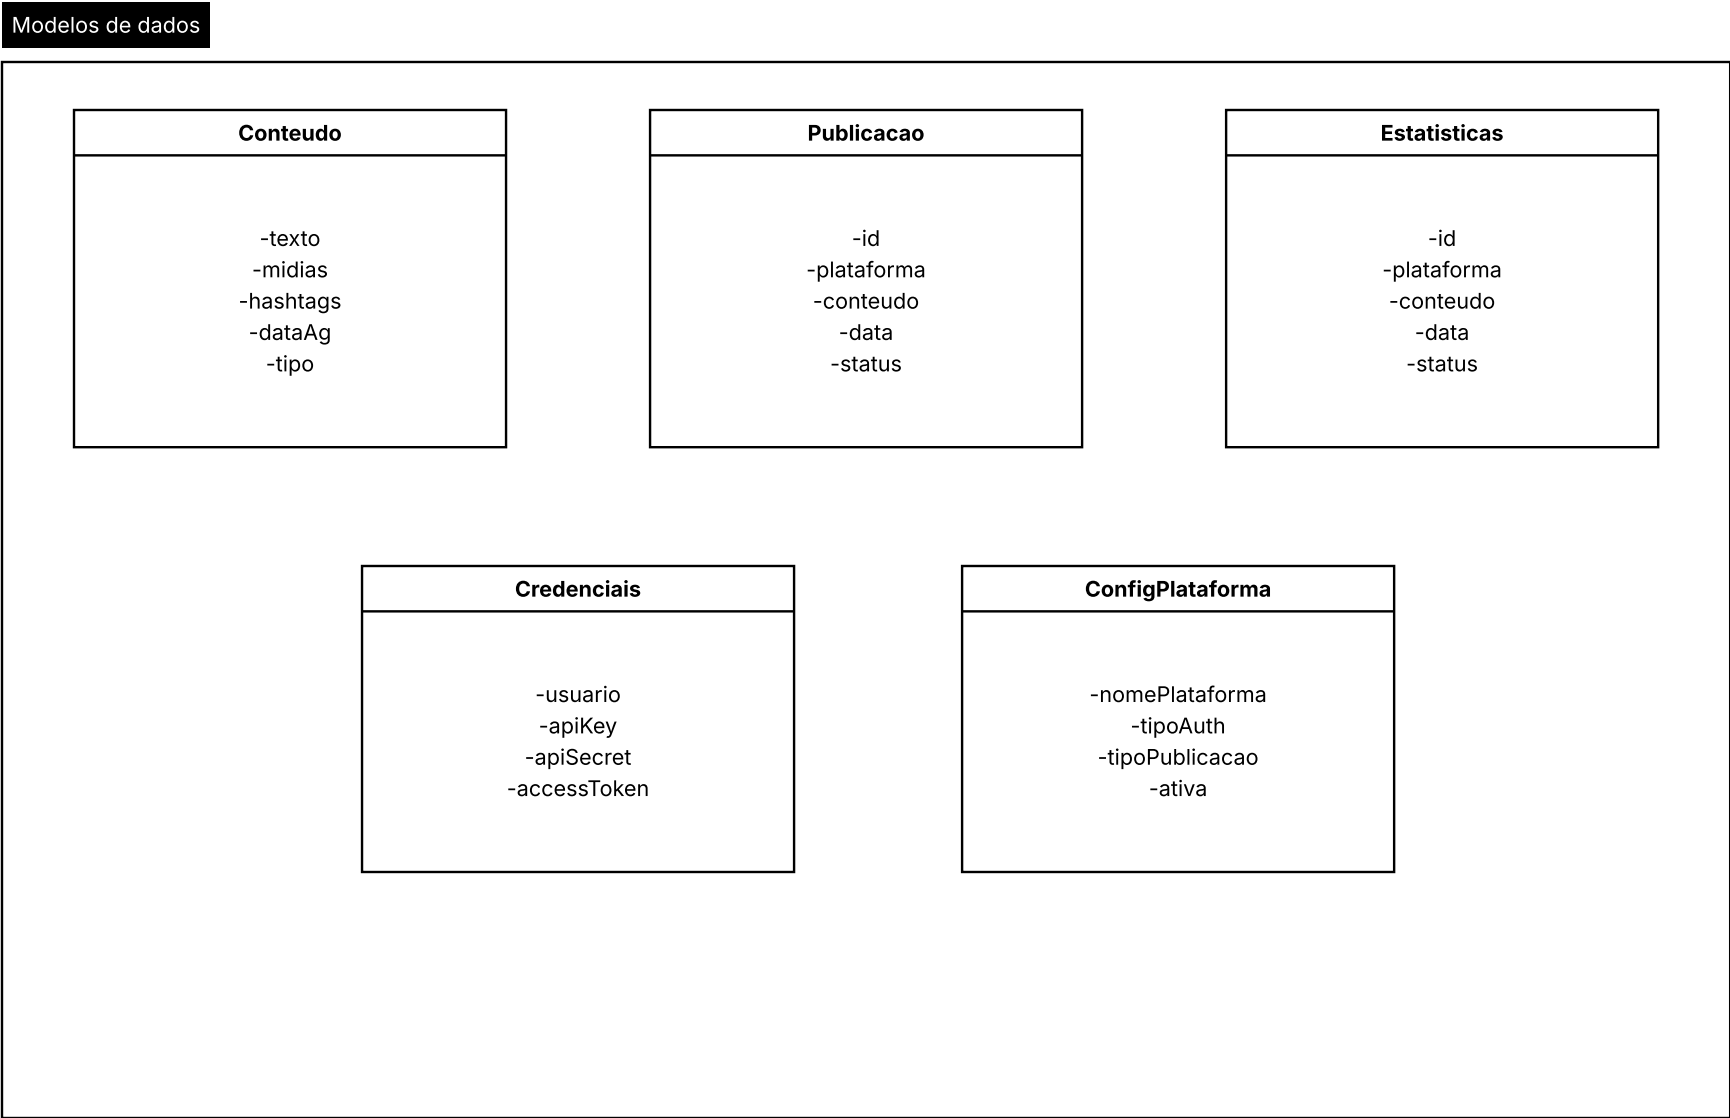 Modelos de dados
Conteudo
-texto
-midias
-hashtags
-dataAg
-tipo
Publicacao
-id
-plataforma
-conteudo
-data
-status
Estatisticas
-id
-plataforma
-conteudo
-data
-status
Credenciais
-usuario
-apiKey
-apiSecret
-accessToken
ConfigPlataforma
-nomePlataforma
-tipoAuth
-tipoPublicacao
-ativa